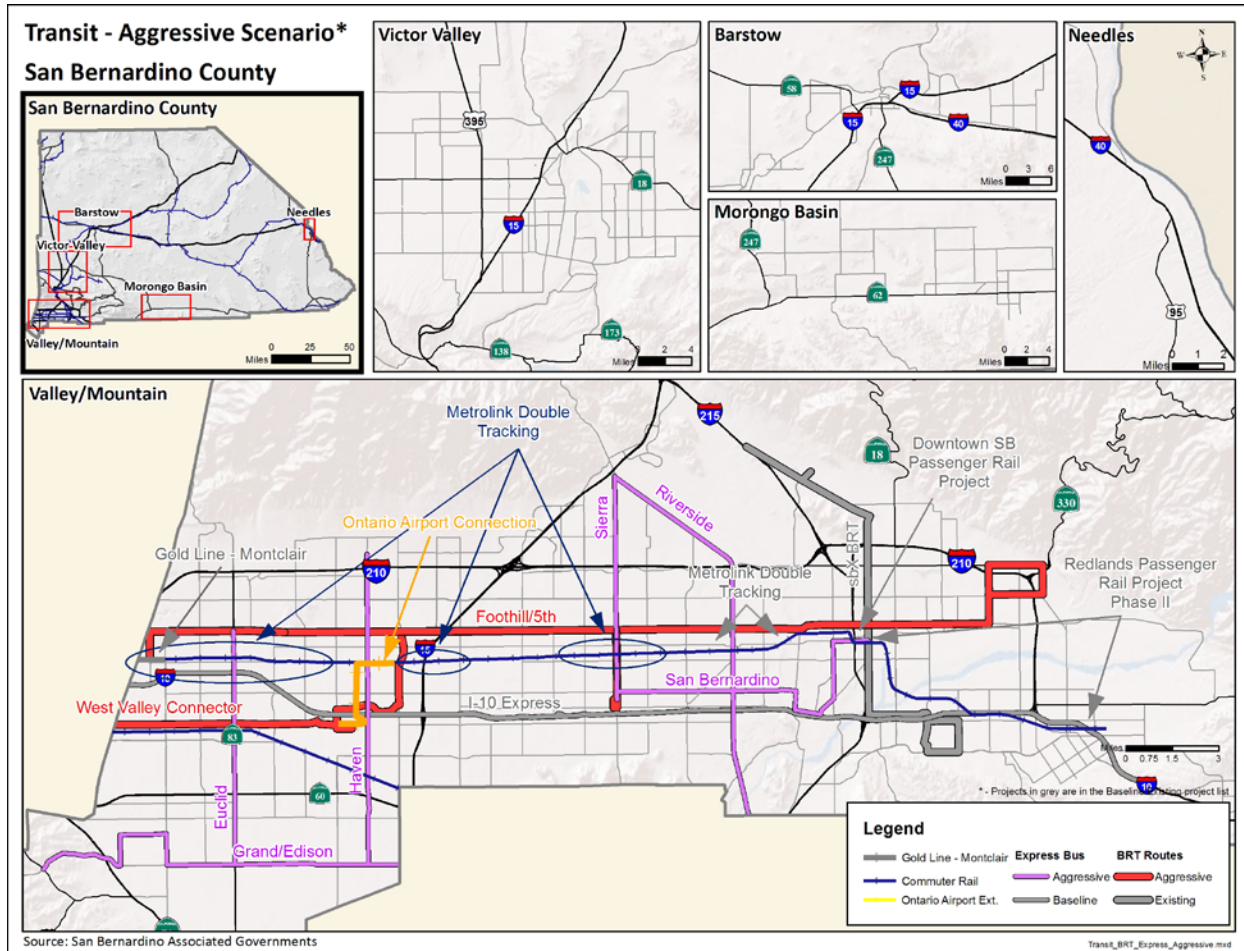 Transit - Aggressive Scenario*
San Bernardino County
San Bernardino County
Barstow
Needles
Victor Valley
Morongo Basin
Valley/Mountain
0 25 50
Miles
Victor Valley
395
18
15
138
173
0 2 4
Miles
Barstow
58
15
15
40
247
0 3 6
Miles
Morongo Basin
247
62
0 2 4
Miles
Needles
N
W E
S
40
95
0 1 2
Miles
Valley/Mountain
Metrolink Double
Tracking
215
18
Downtown SB
Passenger Rail
Project
330
Ontario Airport Connection
Sierra
Riverside
Gold Line - Montclair
210
sbX-BRT
210
Metrolink Double
Tracking
Redlands Passenger
Rail Project
Phase II
Foothill/5th
15
10
San Bernardino
West Valley Connector
I-10 Express
83
Euclid
Haven
60
Grand/Edison
Miles
0 0.75 1.5 3
10
* - Projects in grey are in the Baseline/Existing project list
Legend
Gold Line - Montclair
Commuter Rail
Ontario Airport Ext.
Express Bus
Aggressive
Baseline
BRT Routes
Aggressive
Existing
Source: San Bernardino Associated Governments
Transit_BRT_Express_Aggressive.mxd